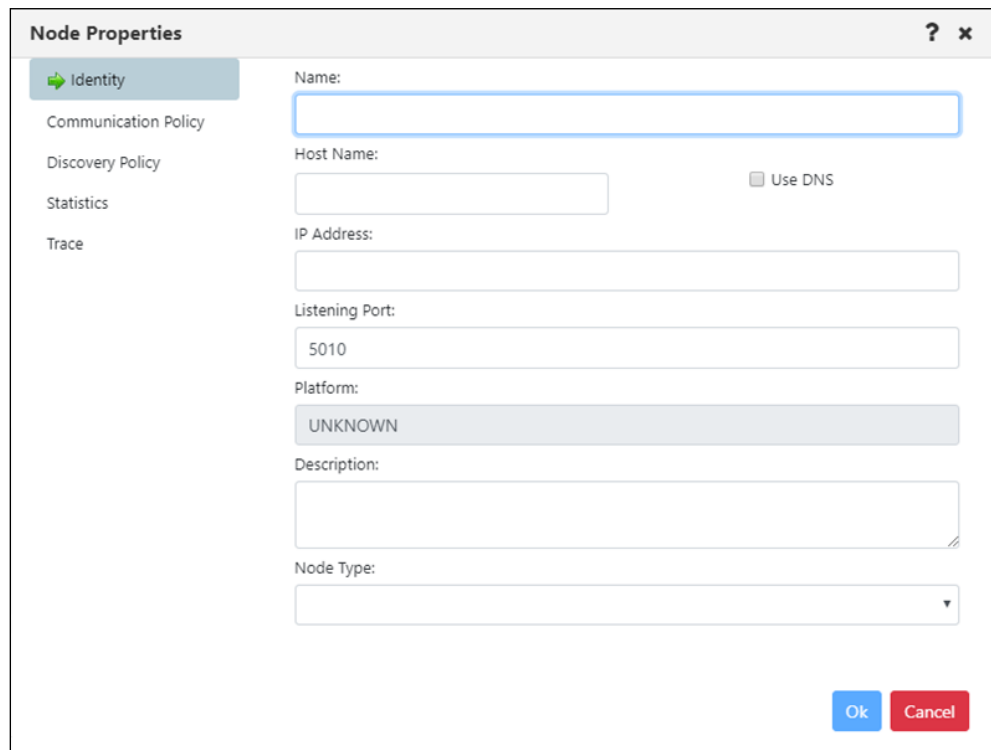 Node Properties
? ×
Identity
Communication Policy
Discovery Policy
Statistics
Trace
Name:
Host Name:
Use DNS
IP Address:
Listening Port:
5010
Platform:
UNKNOWN
Description:
Node Type:
Ok
Cancel